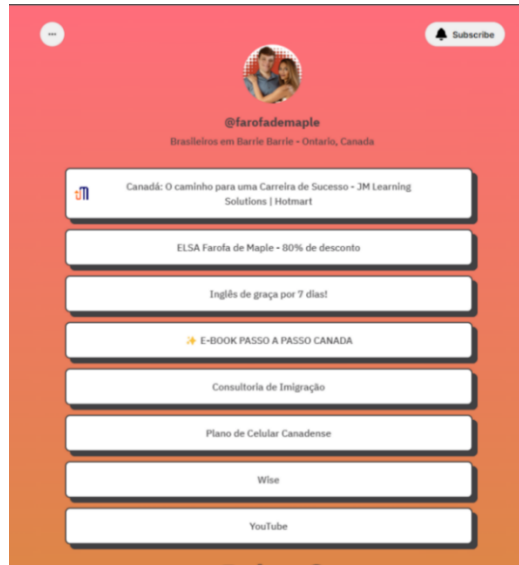 Subscribe
@farofademaple
Brasileiros em Barrie Barrie - Ontario, Canada
Canadá: O caminho para uma Carreira de Sucesso - JM Learning
Solutions | Hotmart
ELSA Farofa de Maple - 80% de desconto
Inglês de graça por 7 dias!
✨ E-BOOK PASSO A PASSO CANADA
Consultoria de Imigração
Plano de Celular Canadense
Wise
YouTube